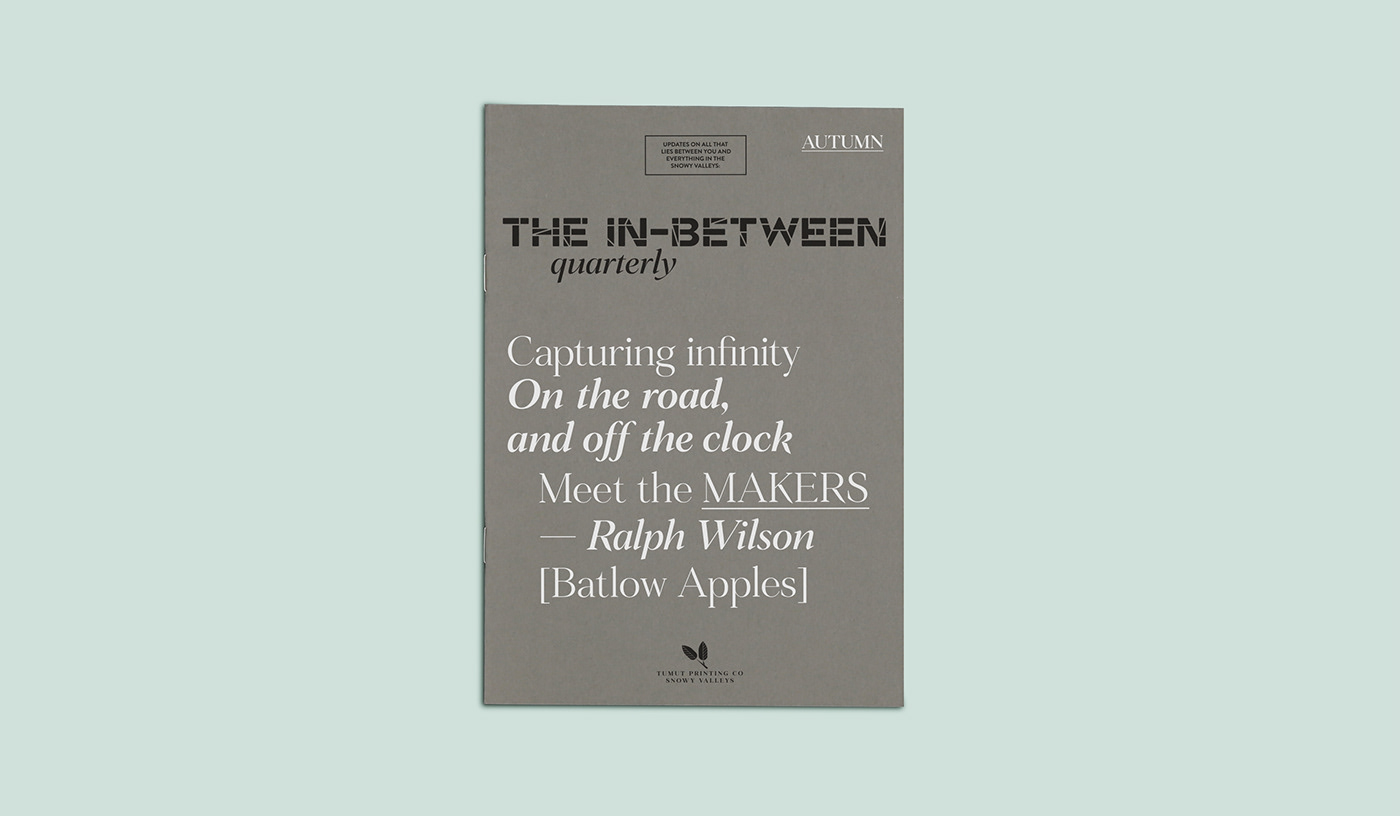 UPDATES ON ALL THAT
LIES BETWEEN YOU AND
EVERYTHING IN THE
SNOWY VALLEYS.
AUTUMN
THE IN-BETWEEN
quarterly
Capturing infinity
On the road,
and off the clock
Meet the MAKERS
— Ralph Wilson
[Batlow Apples]
TUMUT PRINTING CO
SNOWY VALLEYS